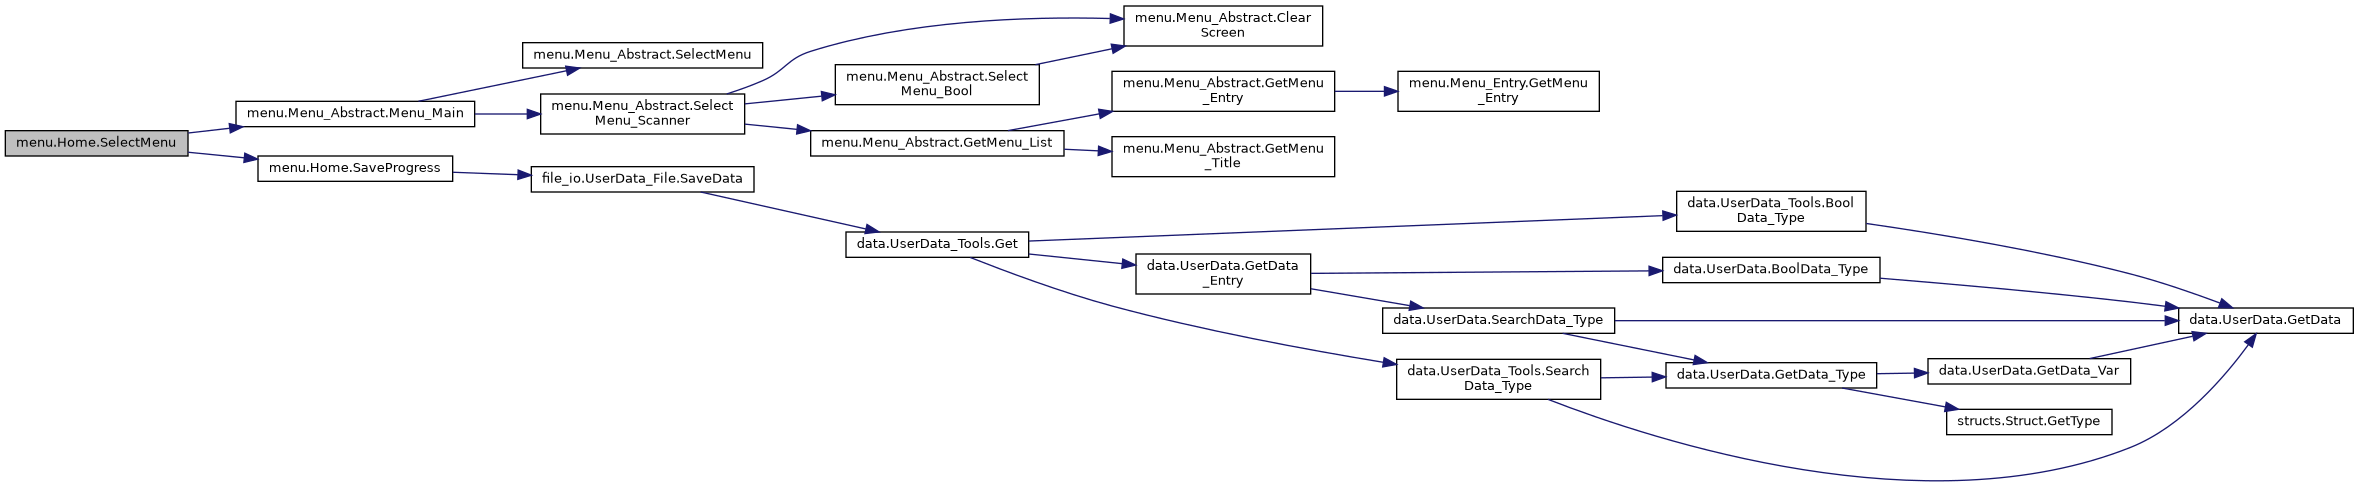 menu.Home.SelectMenu
menu.Menu_Abstract.Menu_Main
menu.Home.SaveProgress
menu.Menu_Abstract.SelectMenu
menu.Menu_Abstract.Select
Menu_Scanner
file_io.UserData_File.SaveData
menu.Menu_Abstract.Clear
Screen
menu.Menu_Abstract.Select
Menu_Bool
menu.Menu_Abstract.GetMenu_List
menu.Menu_Abstract.GetMenu
_Entry
menu.Menu_Abstract.GetMenu
_Title
menu.Menu_Entry.GetMenu
_Entry
data.UserData_Tools.Get
data.UserData.GetData
_Entry
data.UserData_Tools.Bool
Data_Type
data.UserData.BoolData_Type
data.UserData.SearchData_Type
data.UserData_Tools.Search
Data_Type
data.UserData.GetData_Type
data.UserData.GetData_Var
structs.Struct.GetType
data.UserData.GetData